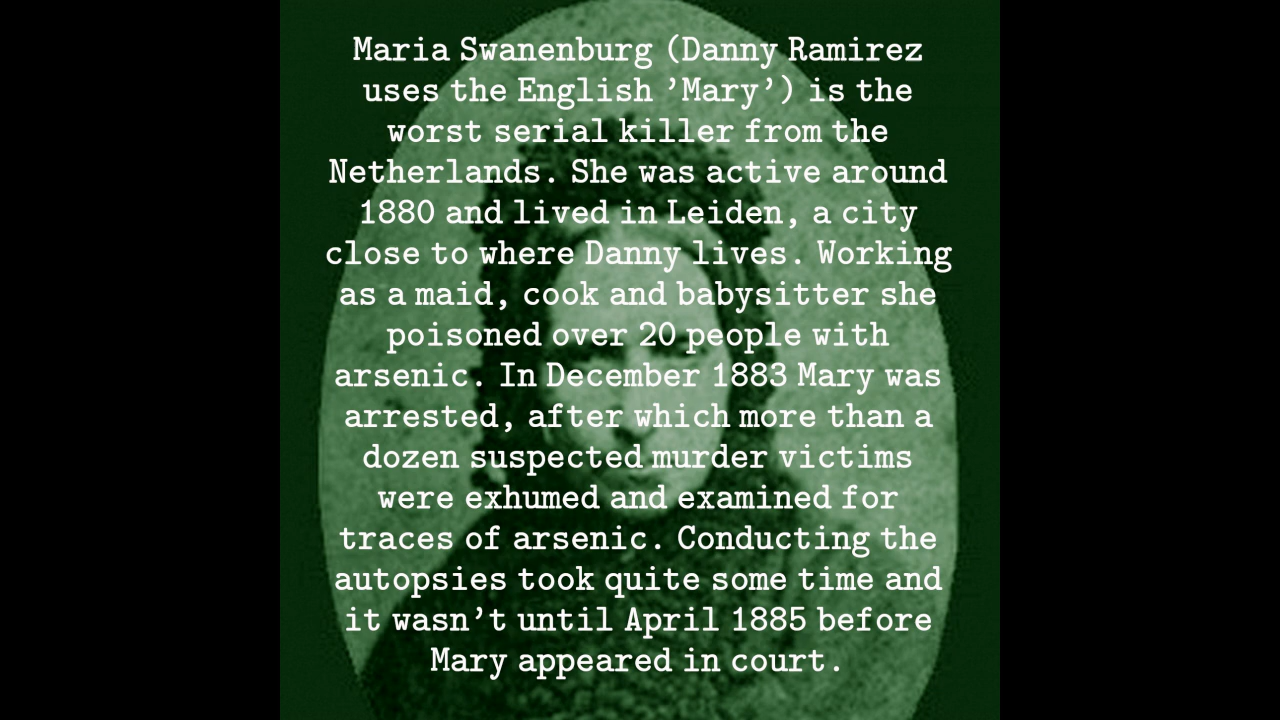 Maria Swanenburg (Danny Ramirez
uses the English ’Mary’) is the
worst serial killer from the
Netherlands. She was active around
1880 and lived in Leiden, a city
close to where Danny lives. Working
as a maid, cook and babysitter she
poisoned over 20 people with
arsenic. In December 1883 Mary was
arrested, after which more than a
dozen suspected murder victims
were exhumed and examined for
traces of arsenic. Conducting the
autopsies took quite some time and
it wasn’t until April 1885 before
Mary appeared in court.